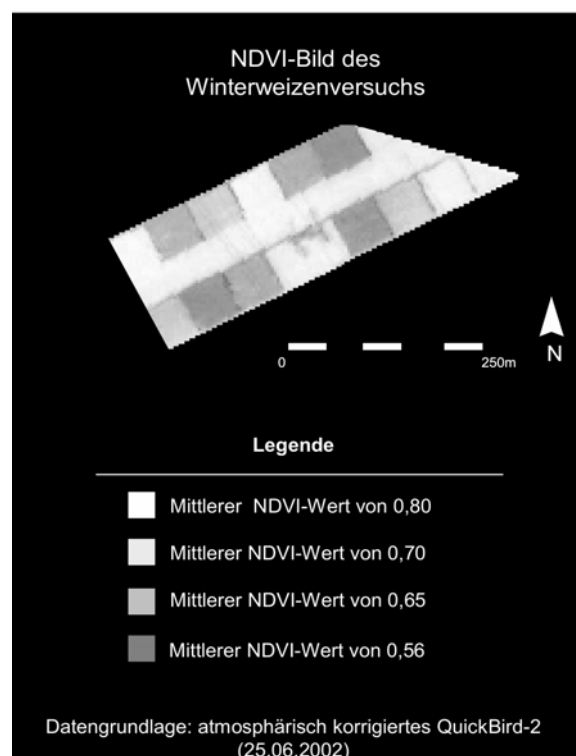 NDVI-Bild des
Winterweizenversuchs
0
250m
N
Legende
Mittlerer NDVI-Wert von 0,80
Mittlerer NDVI-Wert von 0,70
Mittlerer NDVI-Wert von 0,65
Mittlerer NDVI-Wert von 0,56
Datengrundlage: atmosphärisch korrigiertes QuickBird-2
(25.06.2002)